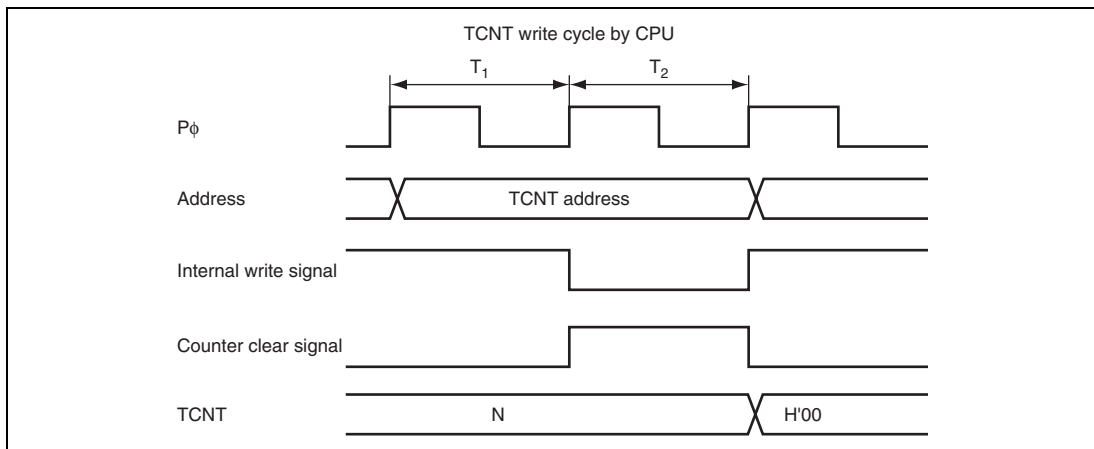 TCNT write cycle by CPU
T1 T2
Pϕ
Address TCNT address
Internal write signal
Counter clear signal
TCNT N H'00